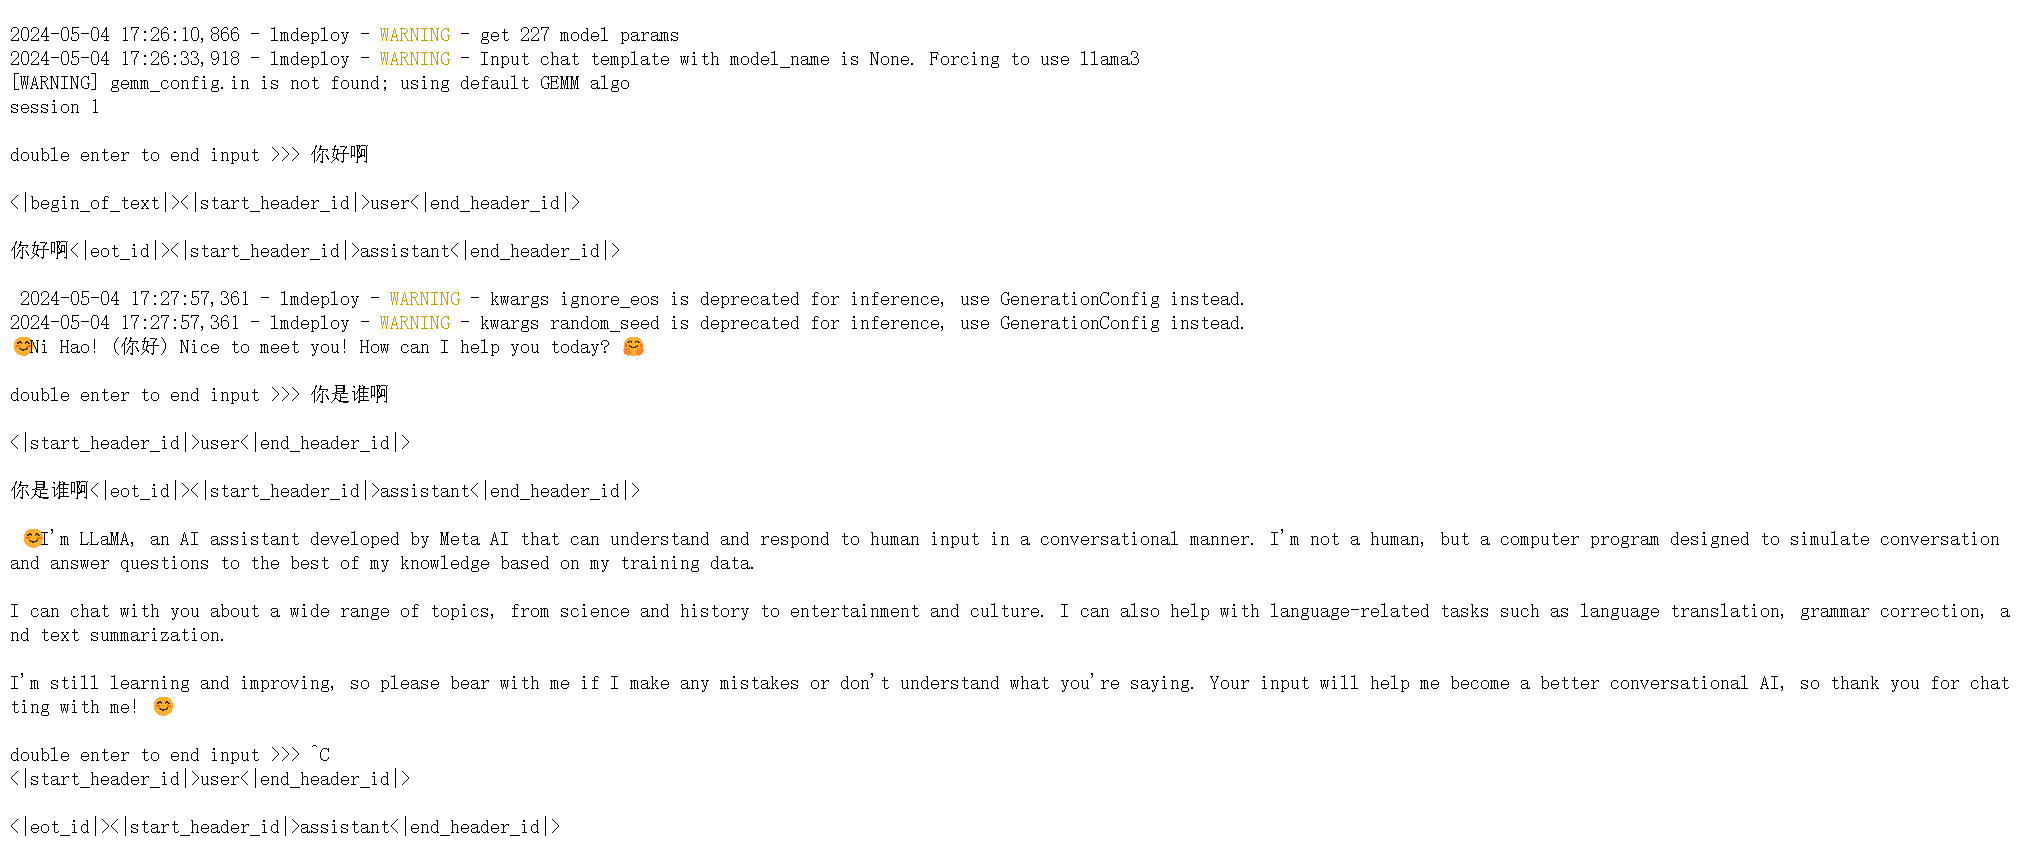 2024-05-04 17:26:10,866 - lmdeploy - WARNING - get 227 model params
2024-05-04 17:26:33,918 - lmdeploy - WARNING - Input chat template with model_name is None. Forcing to use llama3
[WARNING] gemm_config.in is not found; using default GEMM algo
session 1
double enter to end input >>> 你好啊
<|begin_of_text|><|start_header_id|>user<|end_header_id|>
你好啊<|eot_id|><|start_header_id|>assistant<|end_header_id|>
2024-05-04 17:27:57,361 - lmdeploy - WARNING - kwargs ignore_eos is deprecated for inference, use GenerationConfig instead.
2024-05-04 17:27:57,361 - lmdeploy - WARNING - kwargs random_seed is deprecated for inference, use GenerationConfig instead.
😊Ni Hao! (你好) Nice to meet you! How can I help you today? 🤗
double enter to end input >>> 你是谁啊
<|start_header_id|>user<|end_header_id|>
你是谁啊<|eot_id|><|start_header_id|>assistant<|end_header_id|>
😊I'm LLaMA, an AI assistant developed by Meta AI that can understand and respond to human input in a conversational manner. I'm not a human, but a computer program designed to simulate conversation
and answer questions to the best of my knowledge based on my training data.
I can chat with you about a wide range of topics, from science and history to entertainment and culture. I can also help with language-related tasks such as language translation, grammar correction, a
nd text summarization.
I'm still learning and improving, so please bear with me if I make any mistakes or don't understand what you're saying. Your input will help me become a better conversational AI, so thank you for chat
ting with me! 😊
double enter to end input >>> ^C
<|start_header_id|>user<|end_header_id|>
<|eot_id|><|start_header_id|>assistant<|end_header_id|>